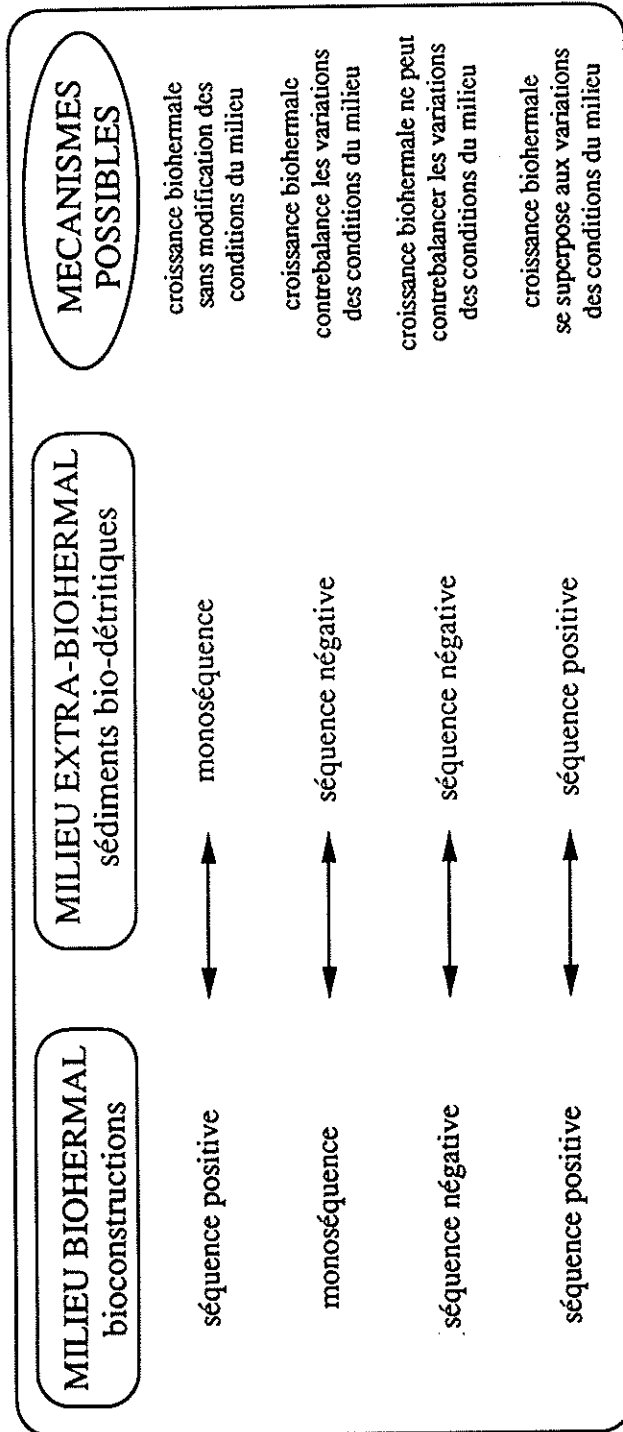 MILIEU BIOHERMAL
bioconstructions
MILIEU EXTRA-BIOHERMAL
sédiments bio-détritiques
MECANISMES
POSSIBLES
séquence positive
monoséquence
croissance biohermale
sans modification des
conditions du milieu
monoséquence
séquence négative
croissance biohermale
contrebalance les variations
des conditions du milieu
séquence négative
séquence négative
croissance biohermale ne peut
contrebalancer les variations
des conditions du milieu
séquence positive
séquence positive
croissance biohermale
se superpose aux variations
des conditions du milieu